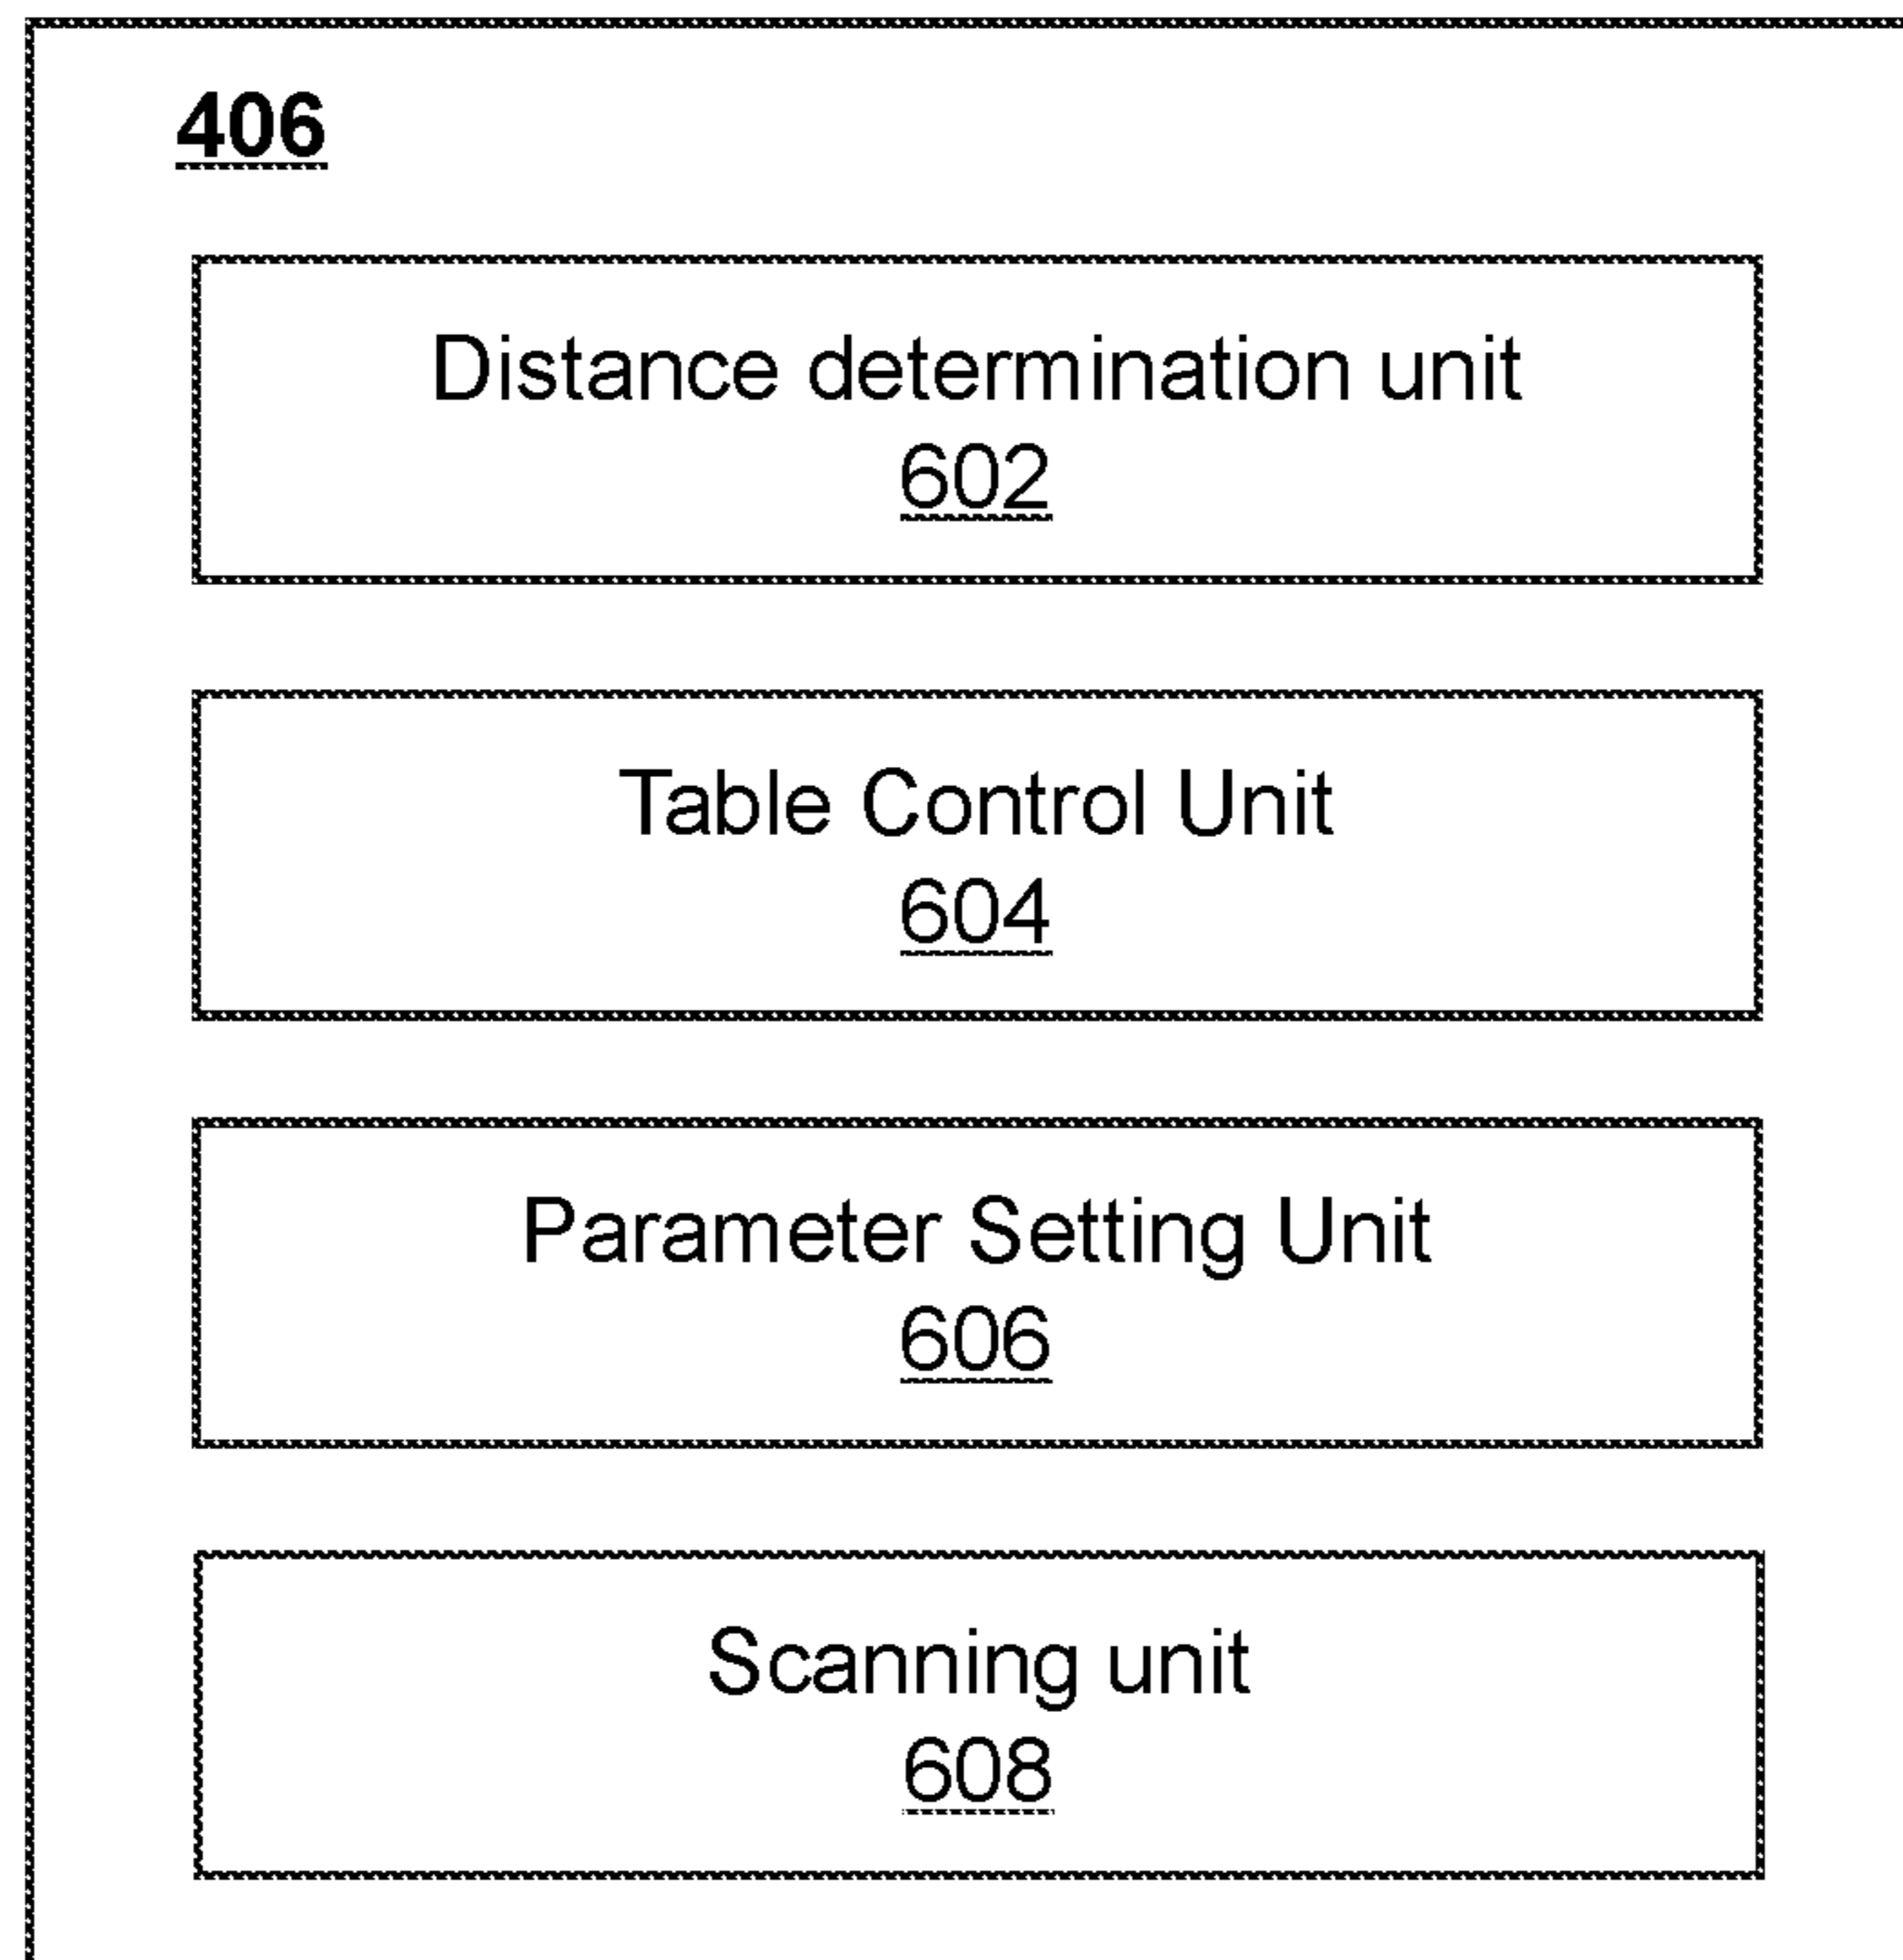 406
Distance determination unit
602
Table Control Unit
604
Parameter Setting Unit
606
Scanning unit
608